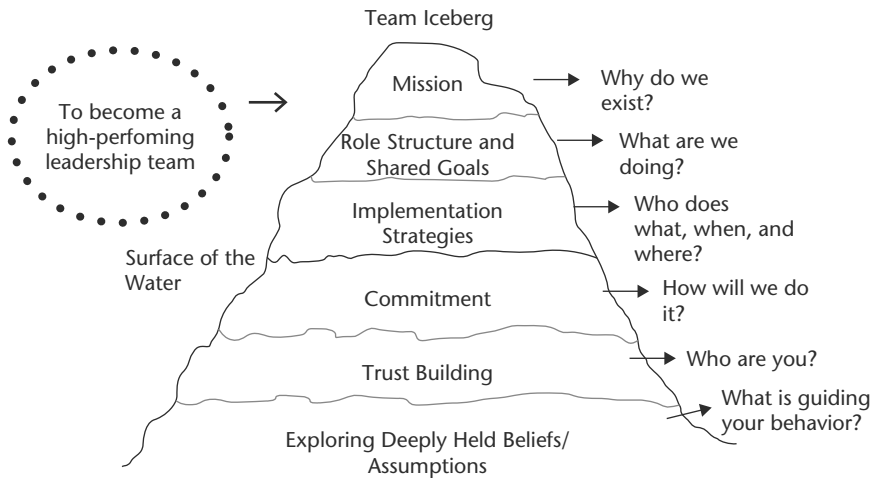 Team Iceberg
To become a
high-perfoming
leadership team
Mission
Why do we
exist?
Role Structure and
Shared Goals
What are we
doing?
Implementation
Strategies
Who does
what, when, and
where?
Surface of the
Water
Commitment
How will we do
it?
Trust Building
Who are you?
Exploring Deeply Held Beliefs/
Assumptions
What is guiding
your behavior?